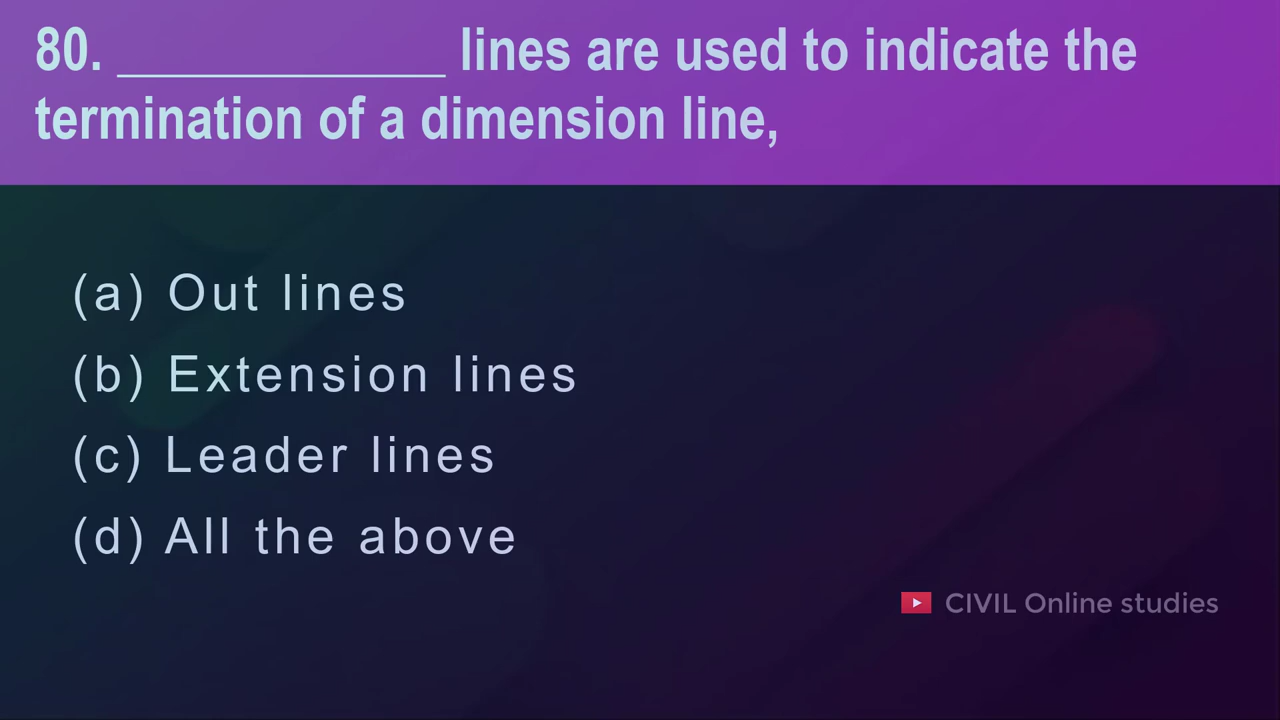 80. ____________ lines are used to indicate the
termination of a dimension line,
(a) Out lines
(b) Extension lines
(c) Leader lines
(d) All the above
CIVIL Online studies